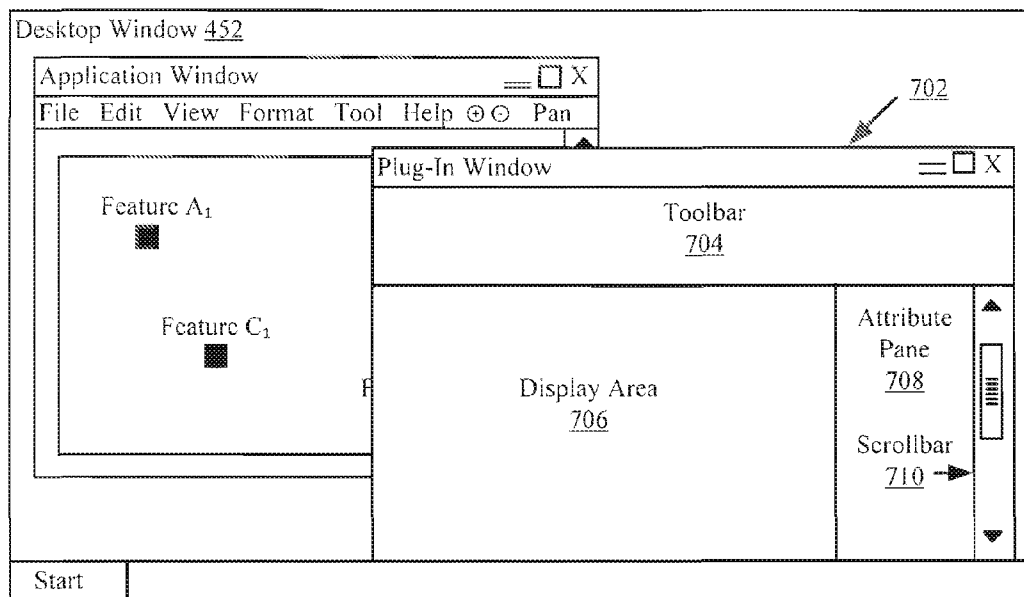 Desktop Window 452
Application Window X
File Edit View Format Tool Help Pan
702
Plug-In Window X
Toolbar
704
Feature A₁
Feature C₁
F
Display Area
706
Attribute
Pane
708
Scrollbar
710
Start